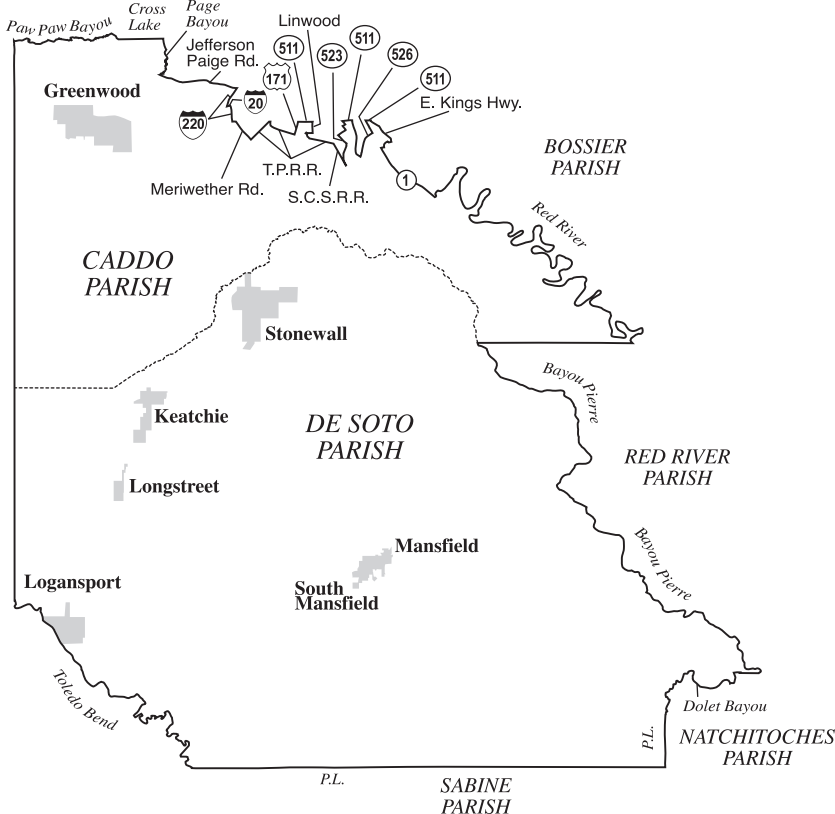 Paw Paw Bayou
Cross
Lake
Page
Bayou
Jefferson
Paige Rd.
Linwood
511
523
511
526
511
171
20
220
E. Kings Hwy.
Greenwood
T.P.R.R.
Meriwether Rd.
S.C.S.R.R.
1
BOSSIER
PARISH
Red River
CADDO
PARISH
Stonewall
Bayou Pierre
Keatchie
DE SOTO
PARISH
RED RIVER
PARISH
Longstreet
Mansfield
Bayou Pierre
Logansport
South
Mansfield
Toledo Bend
Dolet Bayou
P.L.
NATCHITOCHES
PARISH
P.L.
SABINE
PARISH